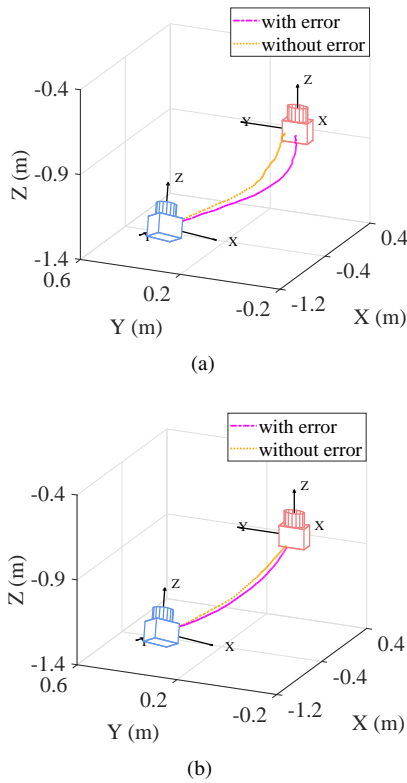 with error
without error
-0.4
-0.9
-1.4
Z (m)
0.6
0.2
-0.2
Y (m)
-1.2
-0.4
0.4
X (m)
Z
X
Y
Z
X
Y
(a)
with error
without error
-0.4
-0.9
-1.4
Z (m)
0.6
0.2
-0.2
Y (m)
-1.2
-0.4
0.4
X (m)
Z
X
Y
Z
X
Y
(b)